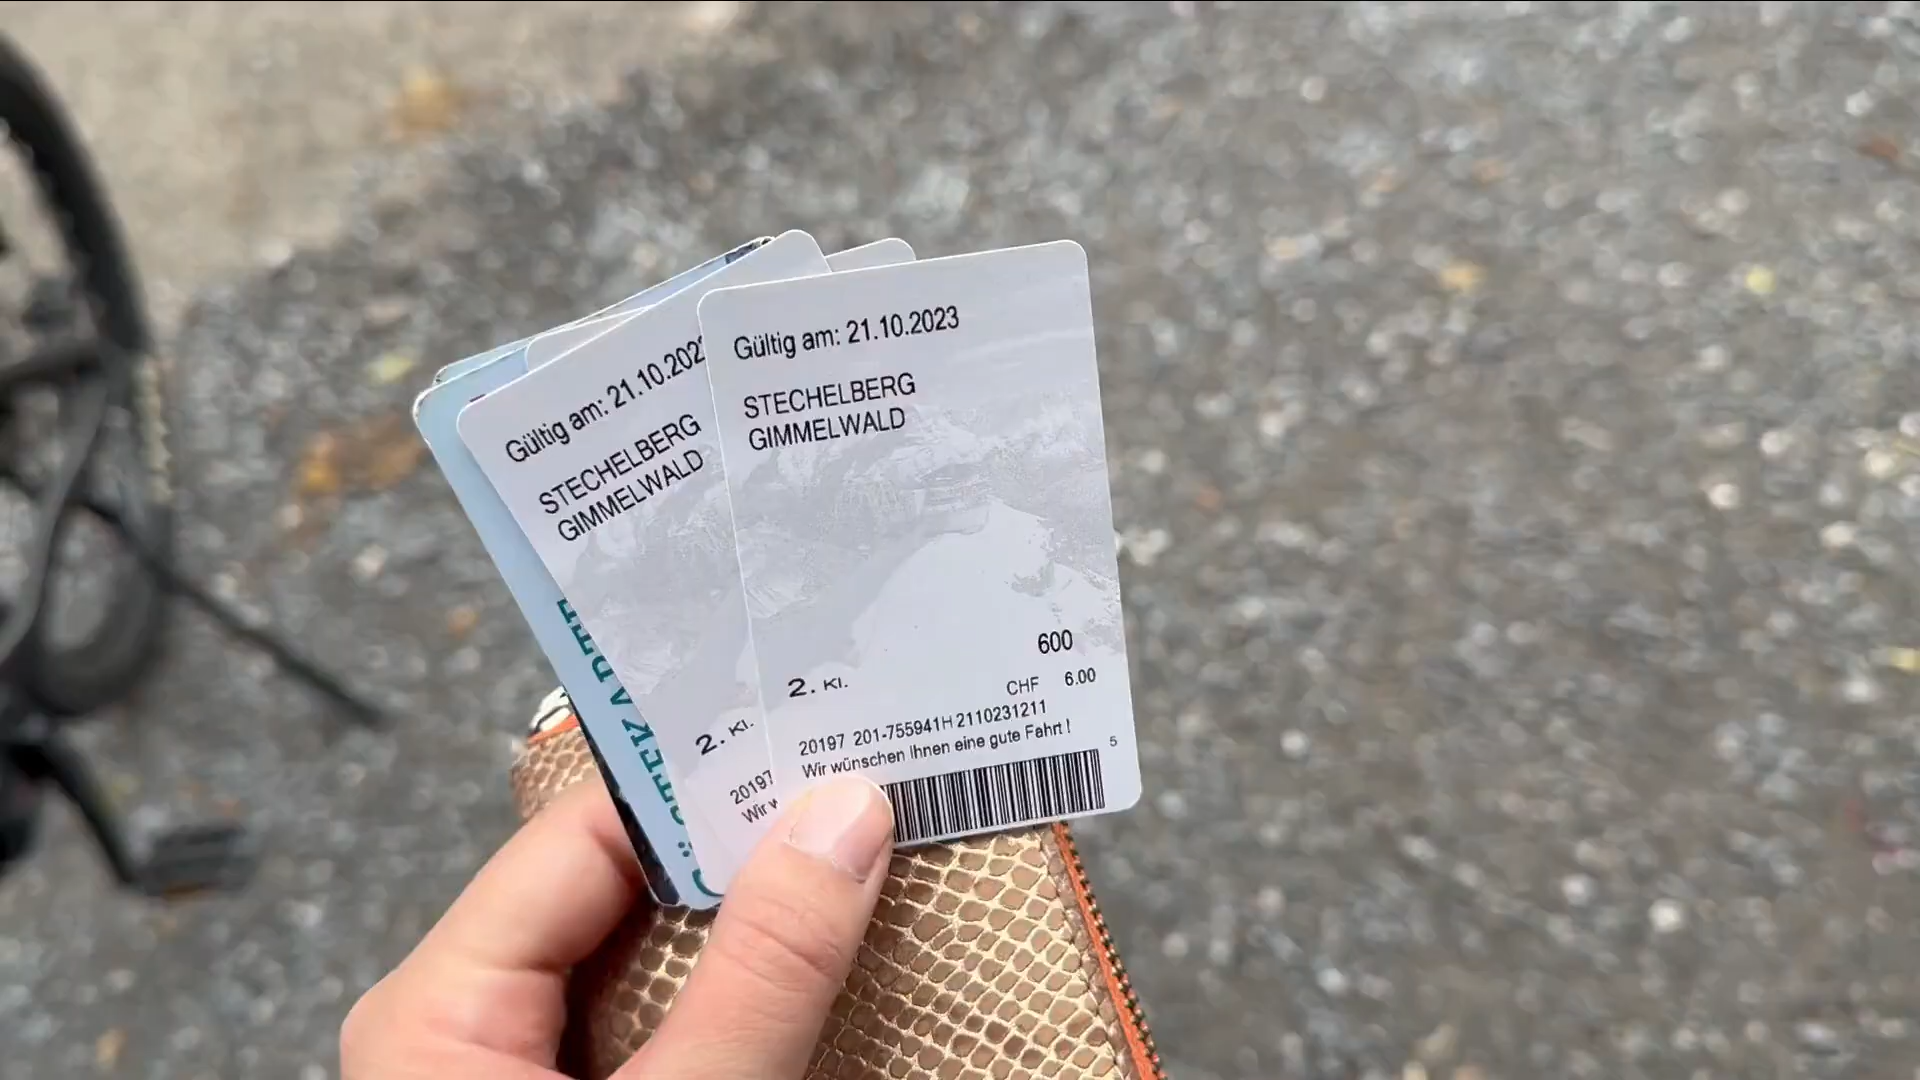 Gültig am: 21.10.2023
STECHELBERG
GIMMELWALD
600
2. Kl.
CHF 6.00
20197 201-755941H 2110231211
Wir wünschen Ihnen eine gute Fahrt !
5
Gültig am: 21.10.202
STECHELBERG
GIMMELWALD
2. Kl.
20197
Wir